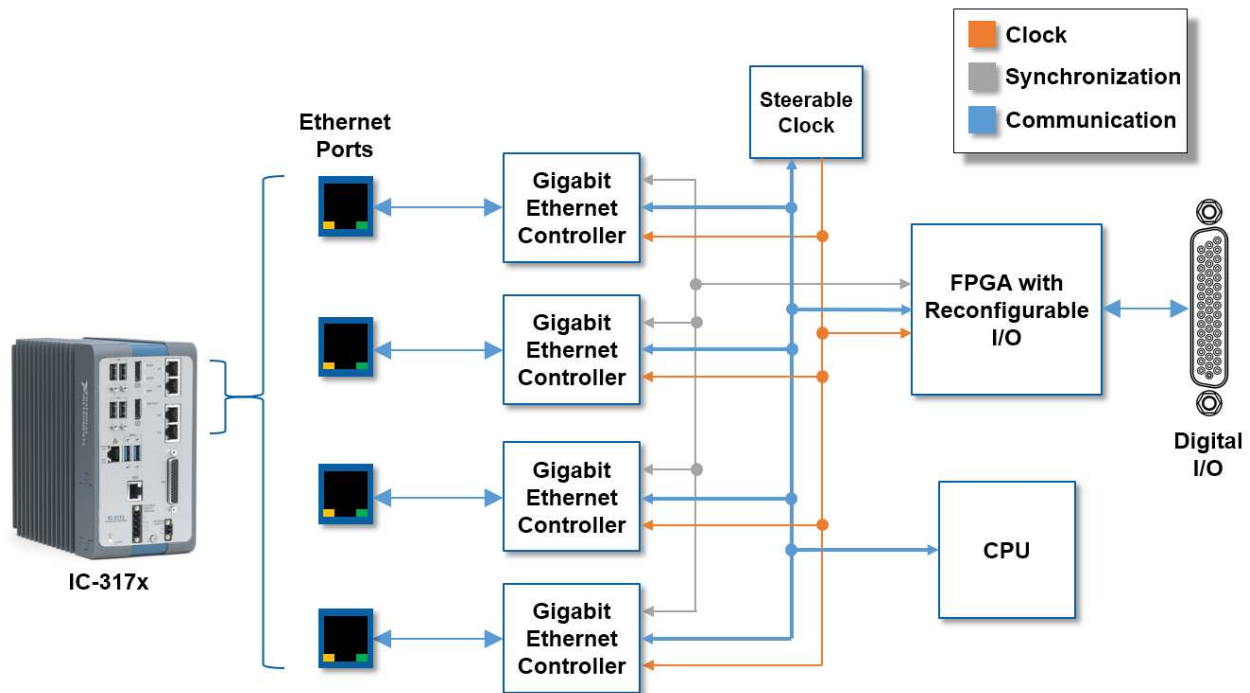 Clock
Synchronization
Communication
Steerable
Clock
Ethernet
Ports
Gigabit
Ethernet
Controller
Gigabit
Ethernet
Controller
Gigabit
Ethernet
Controller
Gigabit
Ethernet
Controller
FPGA with
Reconfigurable
I/O
Digital
I/O
CPU
IC-317x